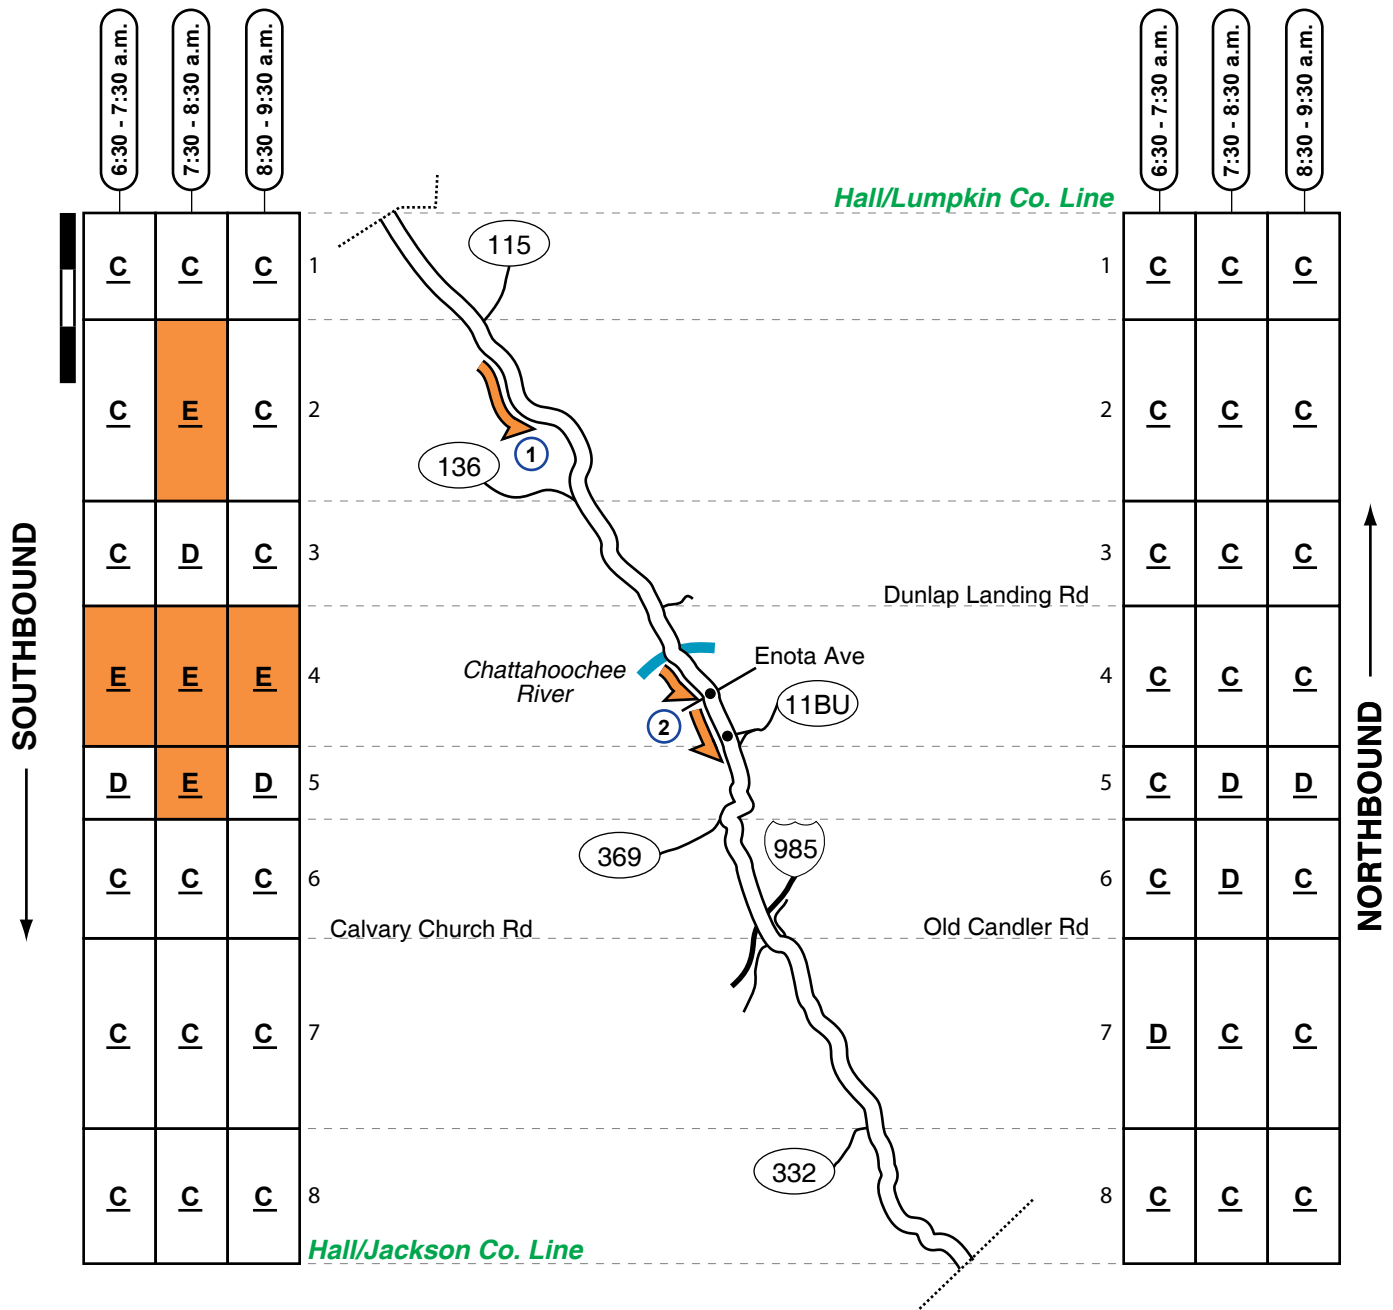 6:30 - 7:30 a.m.
7:30 - 8:30 a.m.
8:30 - 9:30 a.m.
6:30 - 7:30 a.m.
7:30 - 8:30 a.m.
8:30 - 9:30 a.m.
Hall/Lumpkin Co. Line
115
C C C 1
1 C C C
C E C 2
2 C C C
1
136
C D C 3
3 C C C
Dunlap Landing Rd
SOUTHBOUND
NORTHBOUND
Chattahoochee
River
Enota Ave
E E E 4
4 C C C
11BU
2
D E D 5
5 C D D
369
985
C C C 6
6 C D C
Calvary Church Rd
Old Candler Rd
C C C 7
7 D C C
332
C C C 8
8 C C C
Hall/Jackson Co. Line